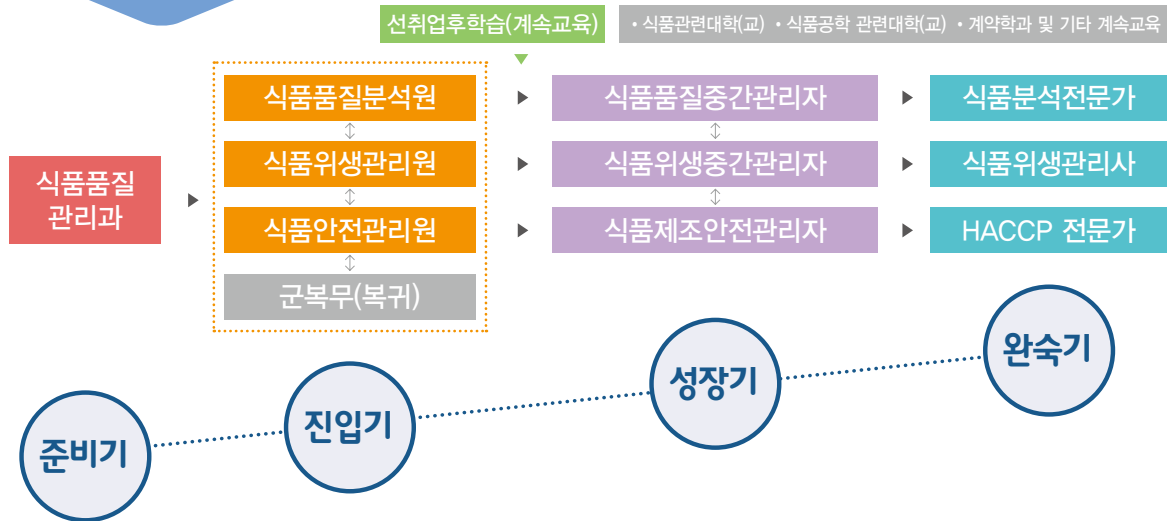 선취업후학습(계속교육)
• 식품관련대학(교) • 식품공학 관련대학(교) • 계약학과 및 기타 계속교육
식품품질분석원
식품품질중간관리자
식품분석전문가
식품품질
관리과
식품위생관리원
식품위생중간관리자
식품위생관리사
식품안전관리원
식품제조안전관리자
HACCP 전문가
군복무(복귀)
준비기
진입기
성장기
완숙기